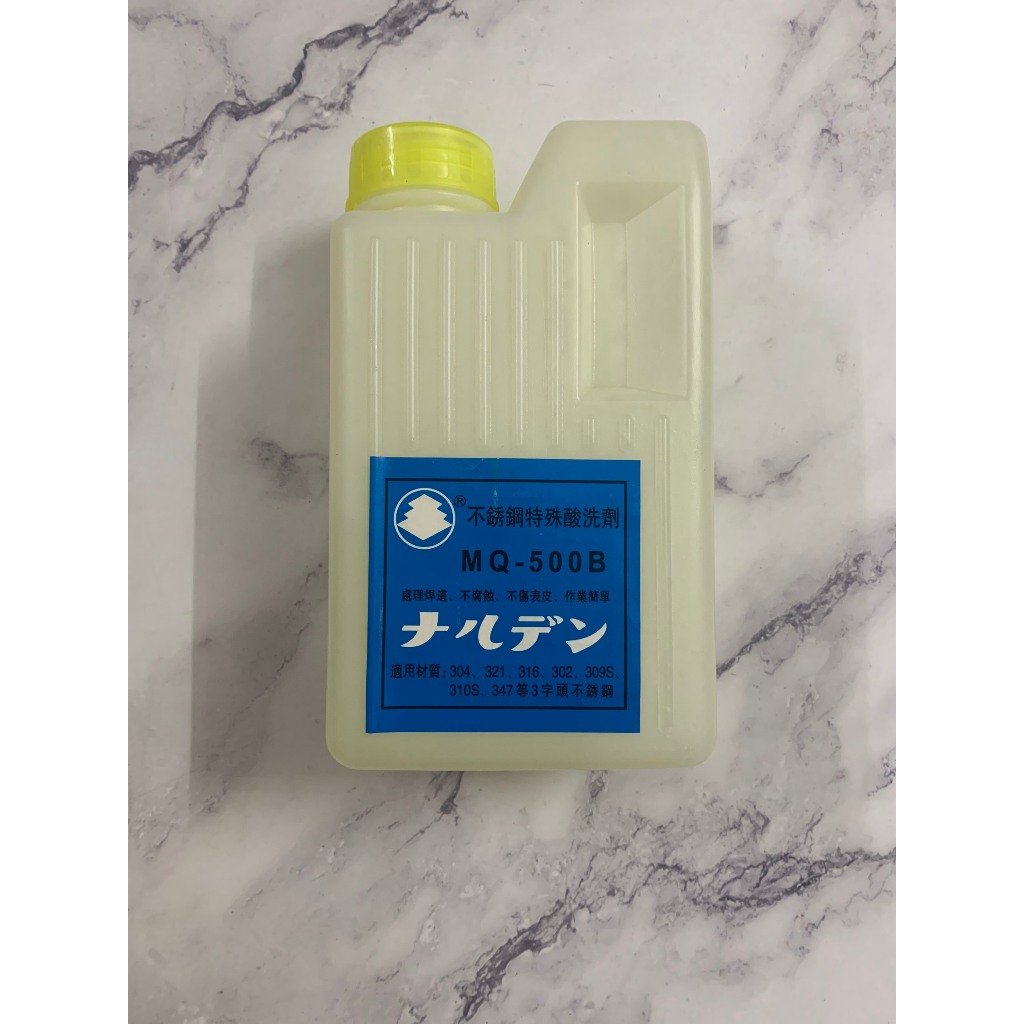 ®
不銹鋼特殊酸洗劑
MQ-500B
處理焊道、不腐蝕、不傷表皮、作業簡單
ナルデン
適用材質:304、321、316、302、309S、
310S、347等3字頭不銹鋼